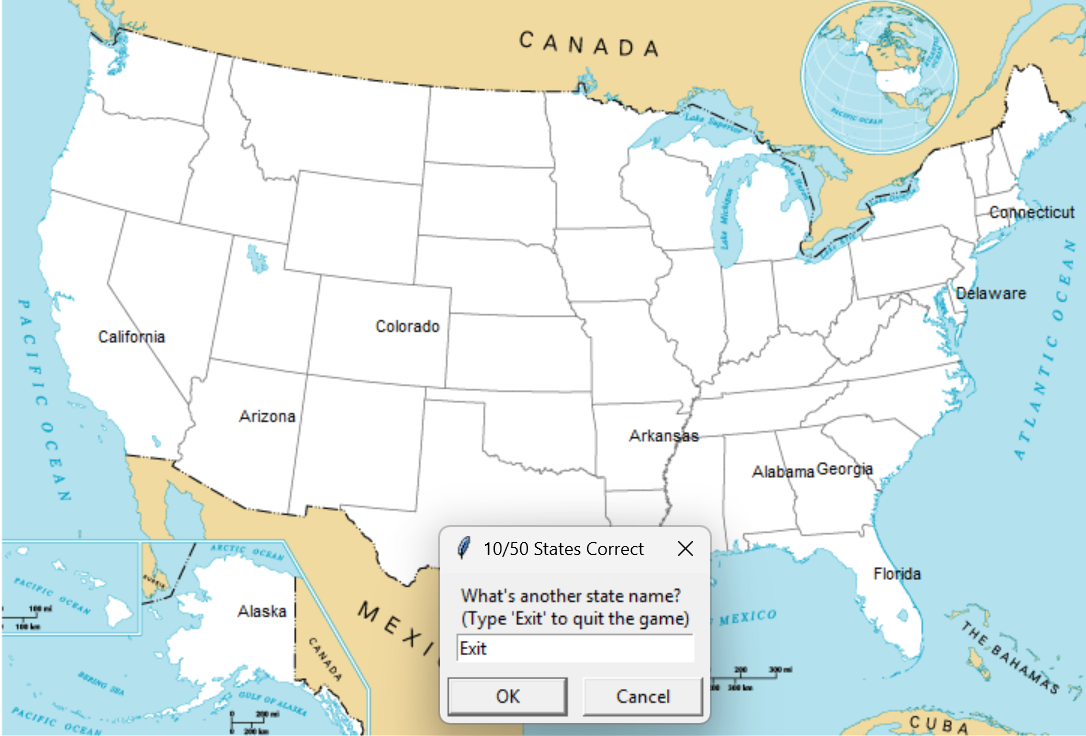 CANADA
Lake Superior
Lake Michigan
PACIFIC OCEAN
Connecticut
Delaware
California
Colorado
Arizona
Arkansas
Alabama
Georgia
Florida
PACIFIC OCEAN
ATLANTIC OCEAN
10/50 States Correct
What's another state name?
(Type 'Exit' to quit the game)
Exit
OK
Cancel
MEXIC
MEXICO
200 300 mi
300 km
THE BAHAMAS
CUBA
PACIFIC OCEAN
100 mi
100 km
ARCTIC OCEAN
RUSSIA
Alaska
CANADA
BERING SEA
GULF OF ALASKA
PACIFIC OCEAN
0 200 mi
0 200 km